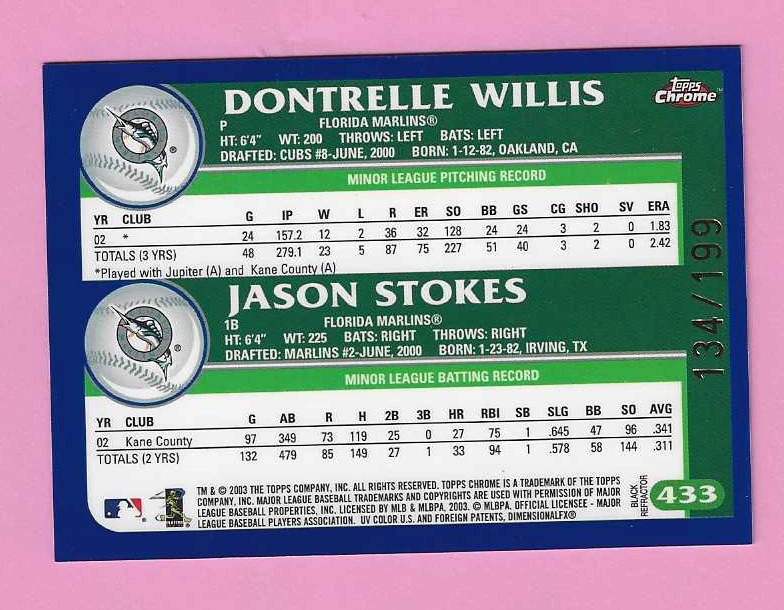 DONTRELLE WILLIS
topps Chrome™
P FLORIDA MARLINS®
HT: 6'4" WT: 200 THROWS: LEFT BATS: LEFT
DRAFTED: CUBS #8-JUNE, 2000 BORN: 1-12-82, OAKLAND, CA
MINOR LEAGUE PITCHING RECORD
YR CLUB G IP W L R ER SO BB GS CG SHO SV ERA
02 * 24 157.2 12 2 36 32 128 24 24 3 2 0 1.83
TOTALS (3 YRS) 48 279.1 23 5 87 75 227 51 40 3 2 0 2.42
*Played with Jupiter (A) and Kane County (A)
134/199
JASON STOKES
1B FLORIDA MARLINS®
HT: 6'4" WT: 225 BATS: RIGHT THROWS: RIGHT
DRAFTED: MARLINS #2-JUNE, 2000 BORN: 1-23-82, IRVING, TX
MINOR LEAGUE BATTING RECORD
YR CLUB G AB R H 2B 3B HR RBI SB SLG BB SO AVG
02 Kane County 97 349 73 119 25 0 27 75 1 .645 47 96 .341
TOTALS (2 YRS) 132 479 85 149 27 1 33 94 1 .578 58 144 .311
TM & © 2003 THE TOPPS COMPANY, INC. ALL RIGHTS RESERVED. TOPPS CHROME IS A TRADEMARK OF THE TOPPS
COMPANY, INC. MAJOR LEAGUE BASEBALL TRADEMARKS AND COPYRIGHTS ARE USED WITH PERMISSION OF MAJOR
LEAGUE BASEBALL PROPERTIES, INC. LICENSED BY MLB & MLBPA, 2003. © MLBPA. OFFICIAL LICENSEE - MAJOR
LEAGUE BASEBALL PLAYERS ASSOCIATION. UV COLOR U.S. AND FOREIGN PATENTS, DIMENSIONALFX®
BLACK
REFRACTOR
433